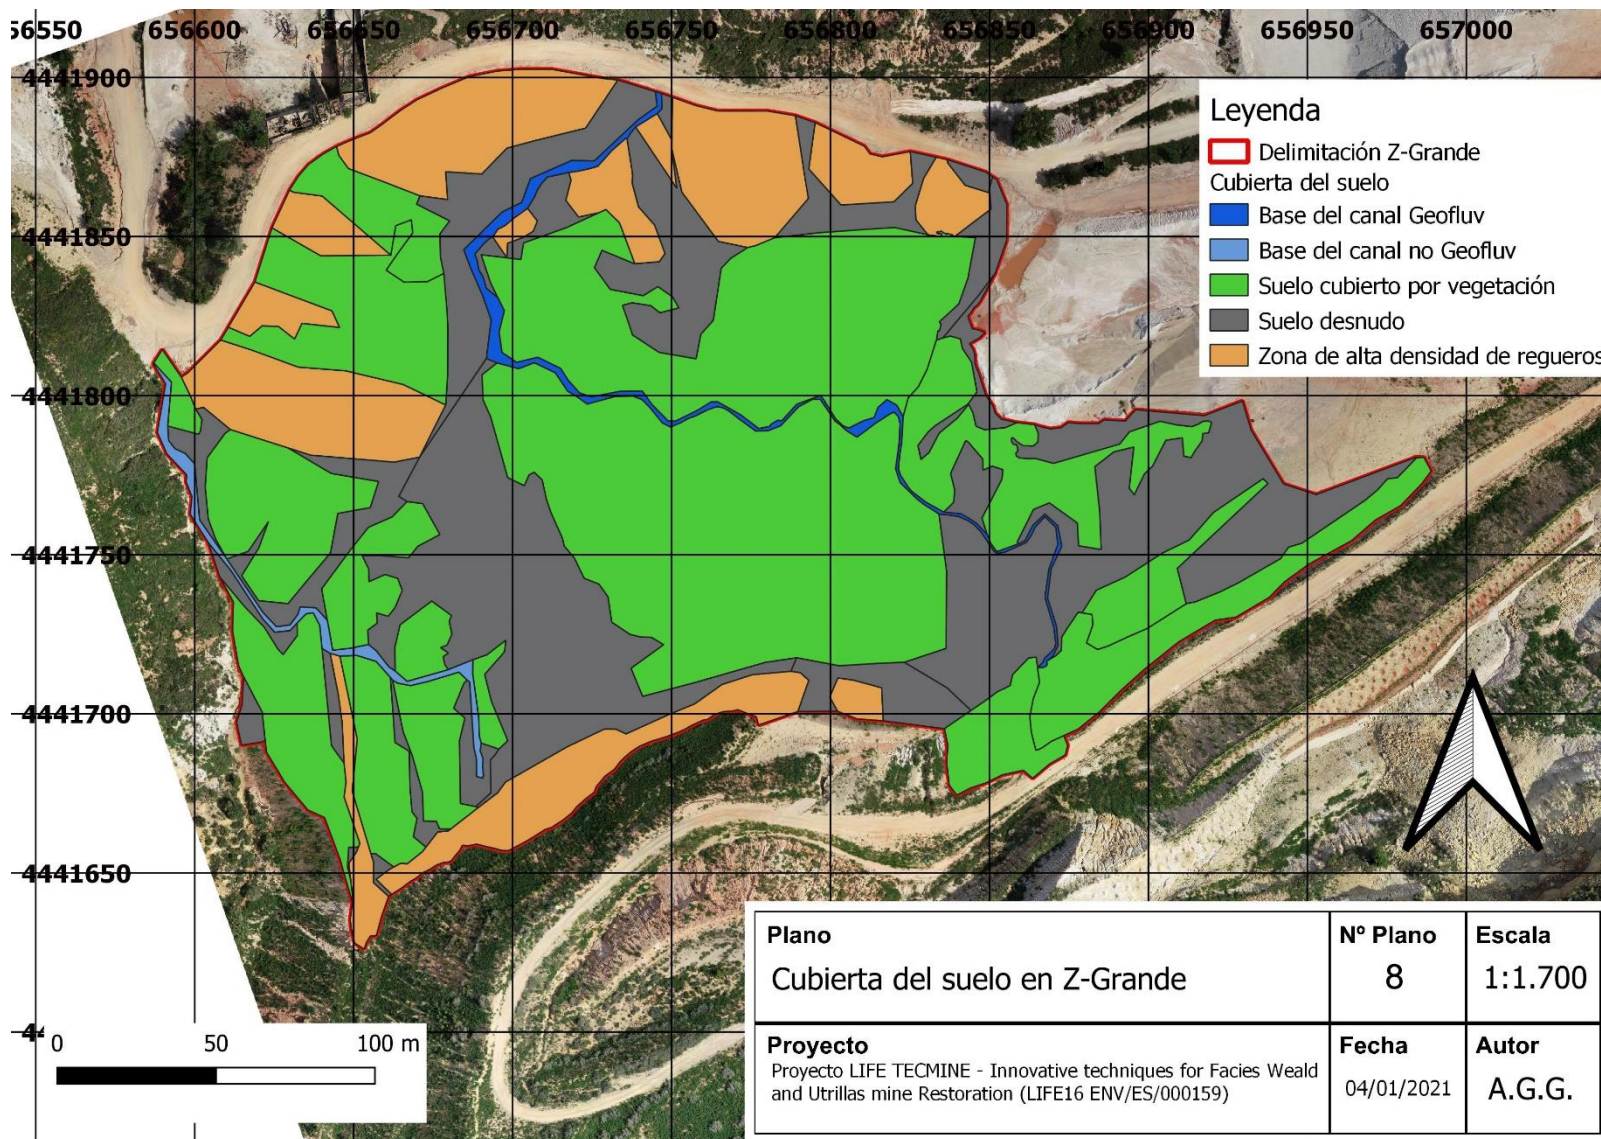 656600 656650 656700 656750 656800 656850 656900 656950 657000
4441900
4441850
4441800
4441750
4441700
4441650
Leyenda
Delimitación Z-Grande
Cubierta del suelo
Base del canal Geofluv
Base del canal no Geofluv
Suelo cubierto por vegetación
Suelo desnudo
Zona de alta densidad de regueros
0 50 100 m
Plano
Cubierta del suelo en Z-Grande
Nº Plano
8
Escala
1:1.700
Proyecto
Proyecto LIFE TECMINE - Innovative techniques for Facies Weald
and Utrillas mine Restoration (LIFE16 ENV/ES/000159)
Fecha
04/01/2021
Autor
A.G.G.